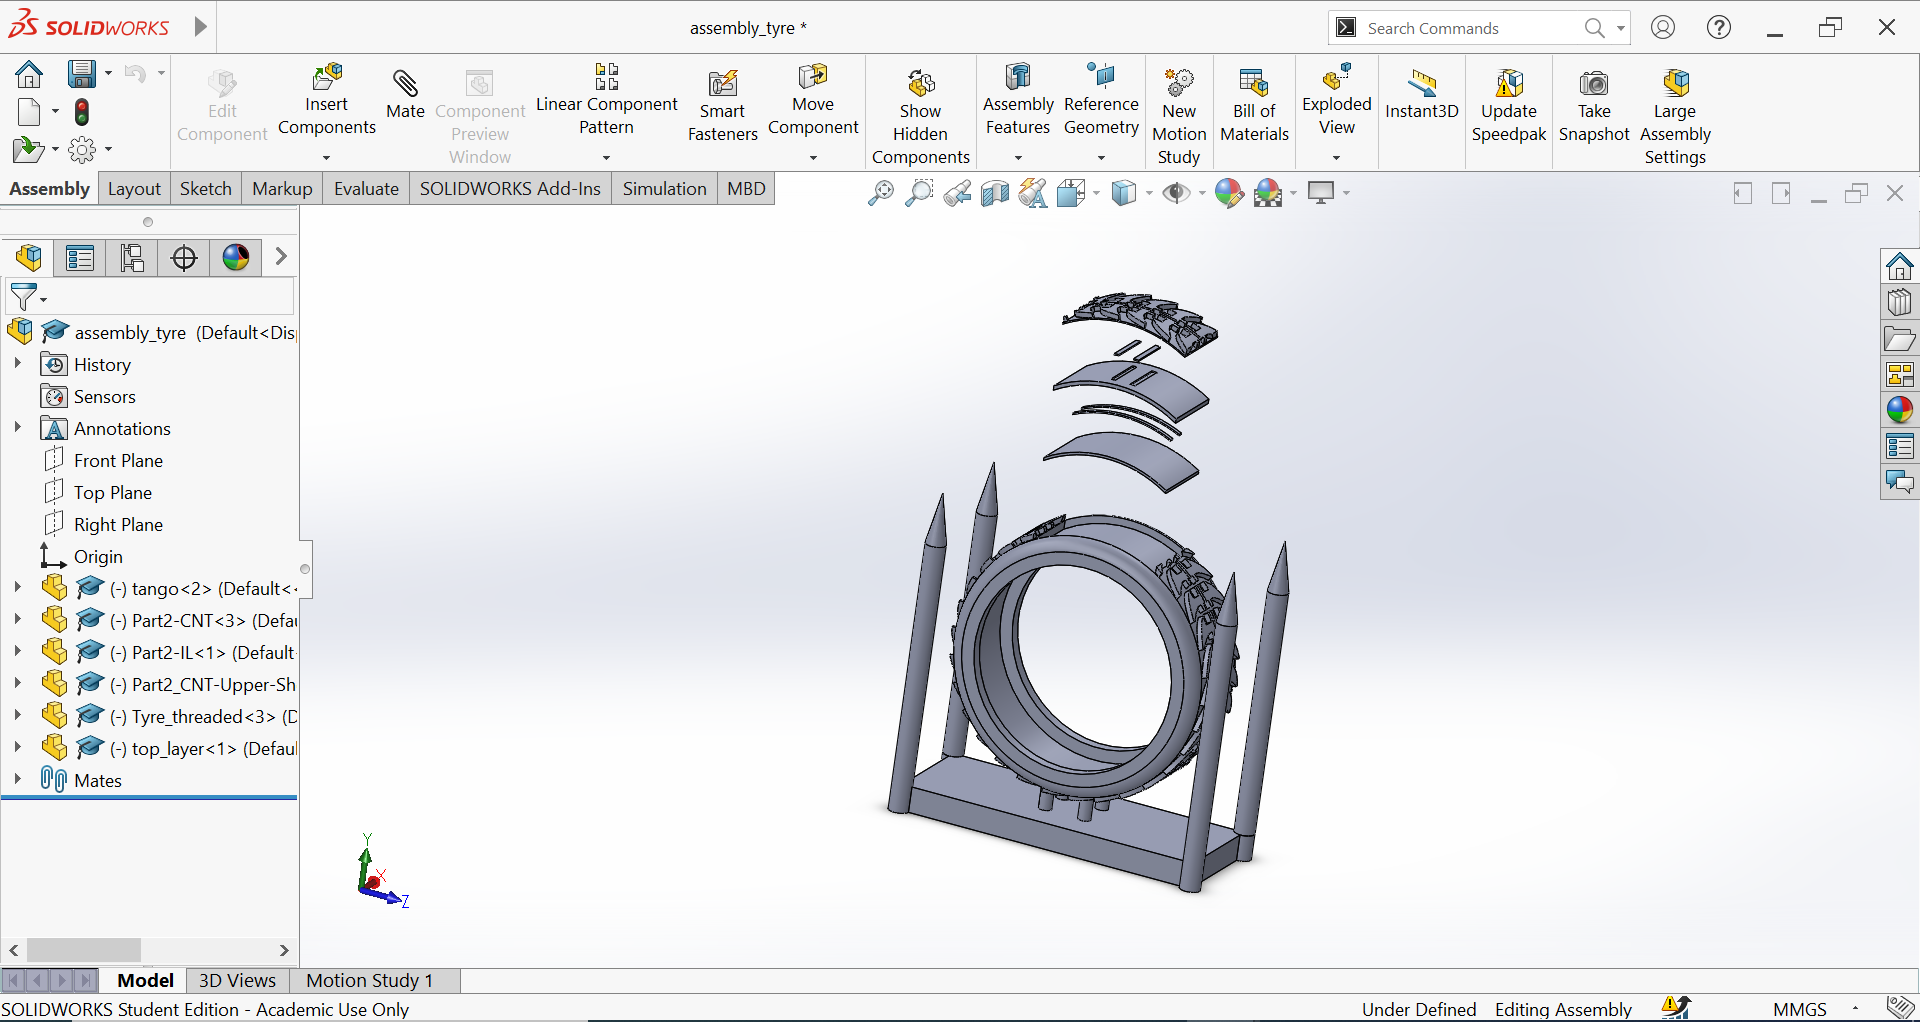 SOLIDWORKS
assembly_tyre *
Search Commands
Edit
Component
Insert
Components
Mate
Component
Preview
Window
Linear Component
Pattern
Smart
Fasteners
Move
Component
Show
Hidden
Components
Assembly
Features
Reference
Geometry
New
Motion
Study
Bill of
Materials
Exploded
View
Instant3D
Update
Speedpak
Take
Snapshot
Large
Assembly
Settings
Assembly
Layout
Sketch
Markup
Evaluate
SOLIDWORKS Add-Ins
Simulation
MBD
assembly_tyre (Default<Dis
History
Sensors
Annotations
Front Plane
Top Plane
Right Plane
Origin
(-) tango<2> (Default<
(-) Part2-CNT<3> (Defau
(-) Part2-IL<1> (Default
(-) Part2_CNT-Upper-Sh
(-) Tyre_threaded<3> (D
(-) top_layer<1> (Defaul
Mates
Y
X
Z
Model
3D Views
Motion Study 1
SOLIDWORKS Student Edition - Academic Use Only
Under Defined
Editing Assembly
MMGS